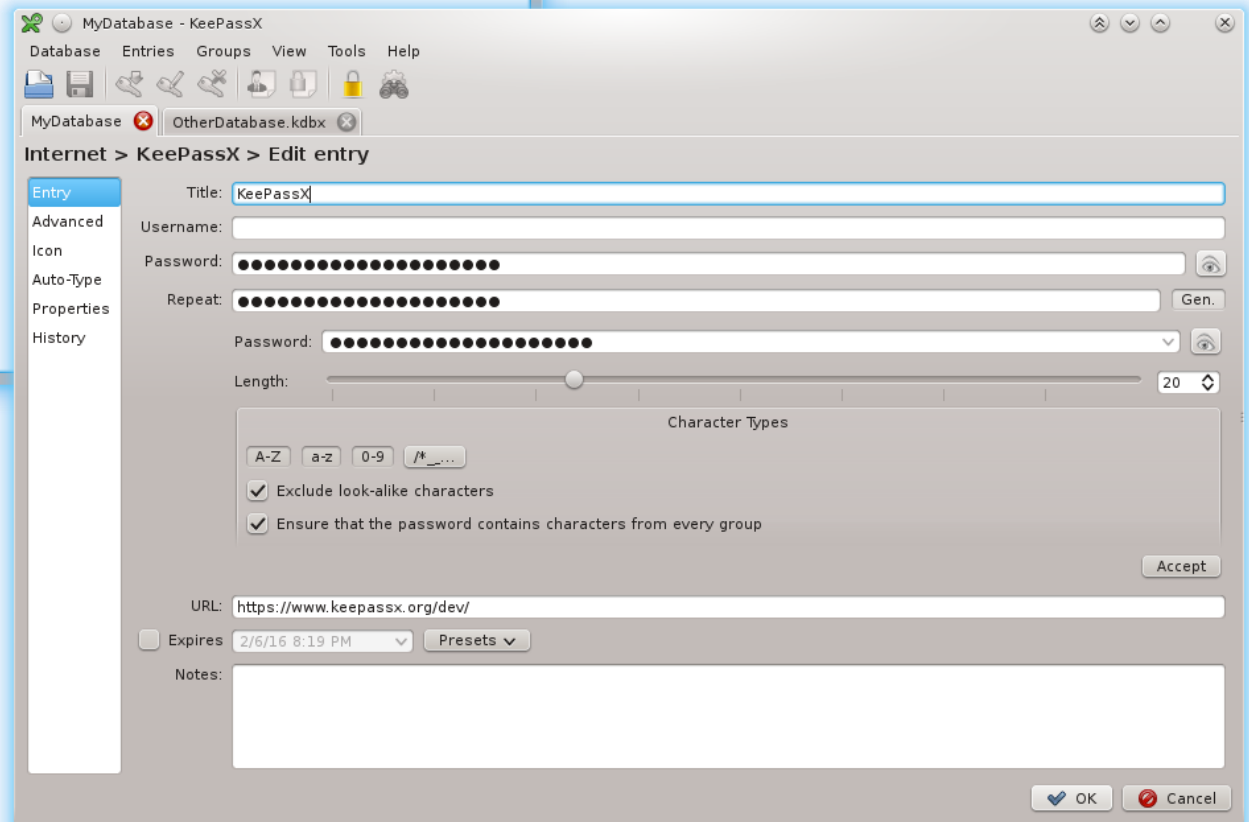 MyDatabase - KeePassX
Database Entries Groups View Tools Help
MyDatabase OtherDatabase.kdbx
Internet > KeePassX > Edit entry
Entry
Advanced
Icon
Auto-Type
Properties
History
Title: KeePassX
Username:
Password: ●●●●●●●●●●●●●●●●●●●●
Repeat: ●●●●●●●●●●●●●●●●●●●● Gen.
Password: ●●●●●●●●●●●●●●●●●●●●
Length: 20
Character Types
A-Z a-z 0-9 /*_...
Exclude look-alike characters
Ensure that the password contains characters from every group
Accept
URL: https://www.keepassx.org/dev/
Expires 2/6/16 8:19 PM Presets
Notes:
OK Cancel